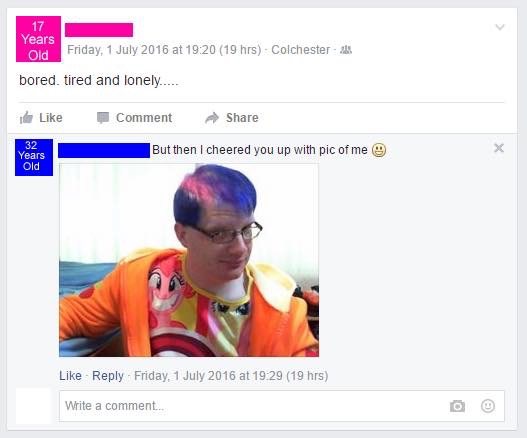 17
Years
Old
Friday, 1 July 2016 at 19:20 (19 hrs) · Colchester ·
bored. tired and lonely.....
Like Comment Share
32
Years
Old
But then I cheered you up with pic of me
Like · Reply · Friday, 1 July 2016 at 19:29 (19 hrs)
Write a comment...